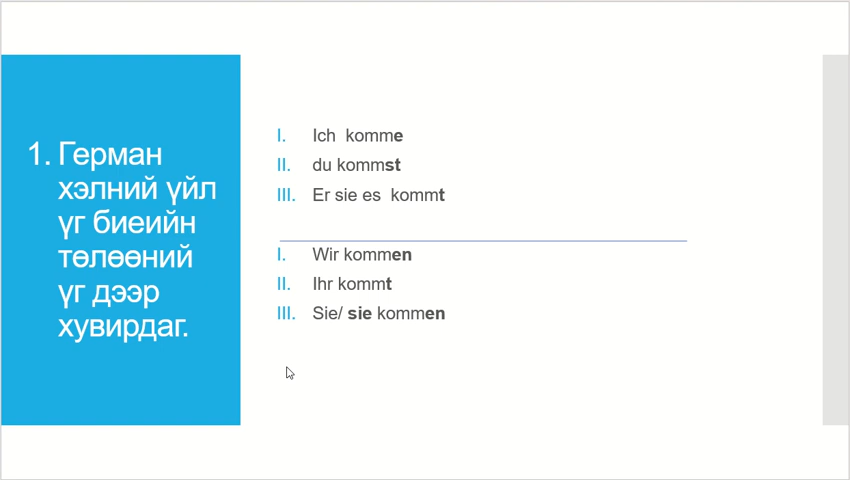 1. Герман
хэлний үйл
үг биеийн
төлөөний
үг дээр
хувирдаг.
I. Ich komme
II. du kommst
III. Er sie es kommt
I. Wir kommen
II. Ihr kommt
III. Sie/ sie kommen